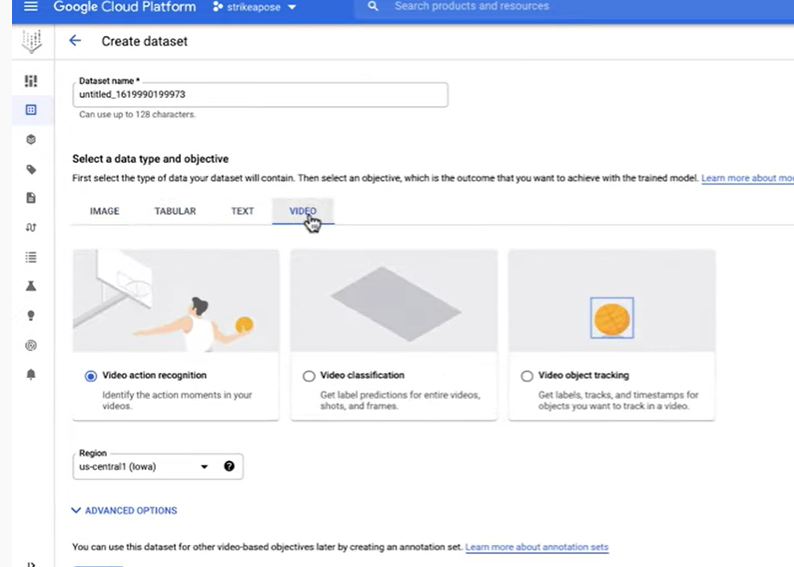 Google Cloud Platform strikeapose Search products and resources
Create dataset
Dataset name *
untitled_1619990199973
Can use up to 128 characters.
Select a data type and objective
First select the type of data your dataset will contain. Then select an objective, which is the outcome that you want to achieve with the trained model. Learn more about mo
IMAGE TABULAR TEXT VIDEO
Video action recognition
Identify the action moments in your
videos.
Video classification
Get label predictions for entire videos,
shots, and frames.
Video object tracking
Get labels, tracks, and timestamps for
objects you want to track in a video.
Region
us-central1 (Iowa)
ADVANCED OPTIONS
You can use this dataset for other video-based objectives later by creating an annotation set. Learn more about annotation sets